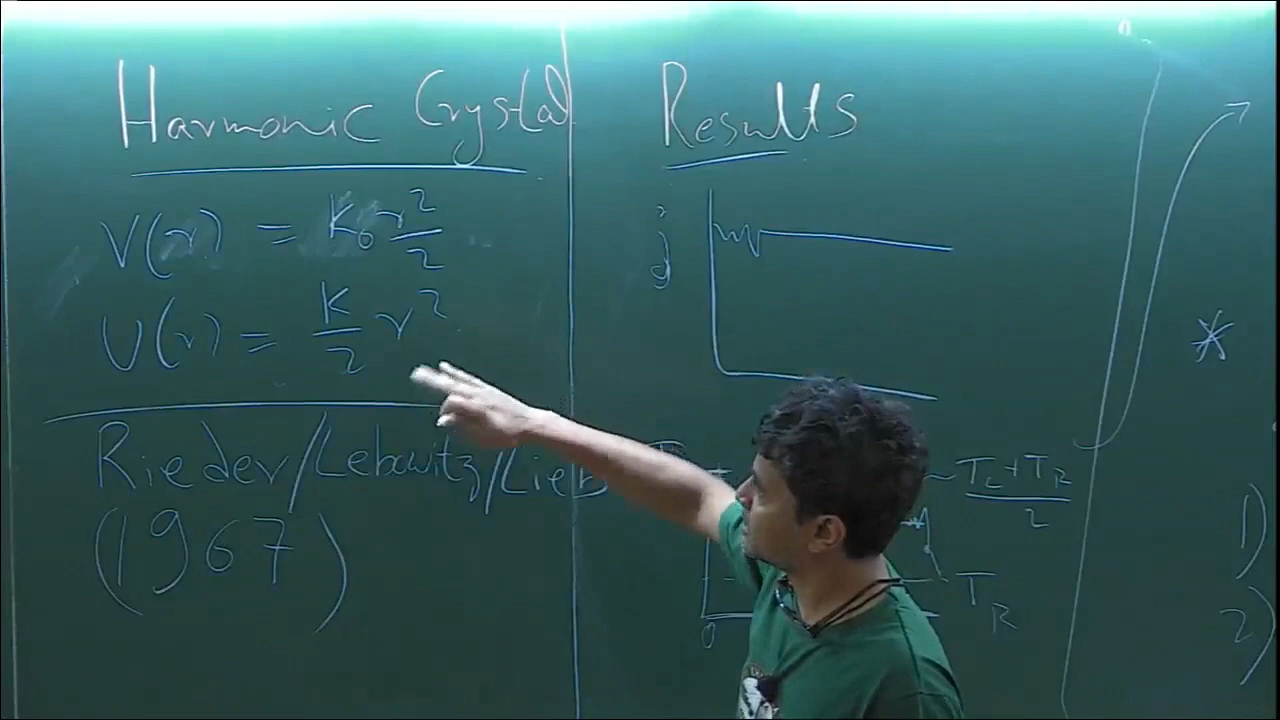 Harmonic Crystal
V(r) = K₀ r²/2
U(r) = K/2 r²
Rieder/Lebowitz/Lieb
(1967)
Results
j
~ T_L + T_R / 2
T_R
0
*
1)
2)